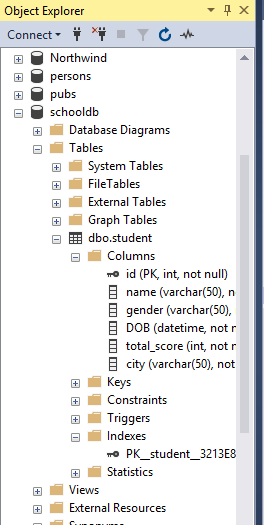 Object Explorer
Connect
Northwind
persons
pubs
schooldb
Database Diagrams
Tables
System Tables
FileTables
External Tables
Graph Tables
dbo.student
Columns
id (PK, int, not null)
name (varchar(50), n
gender (varchar(50),
DOB (datetime, not n
total_score (int, not n
city (varchar(50), not
Keys
Constraints
Triggers
Indexes
PK__student__3213E8
Statistics
Views
External Resources
Synonyms